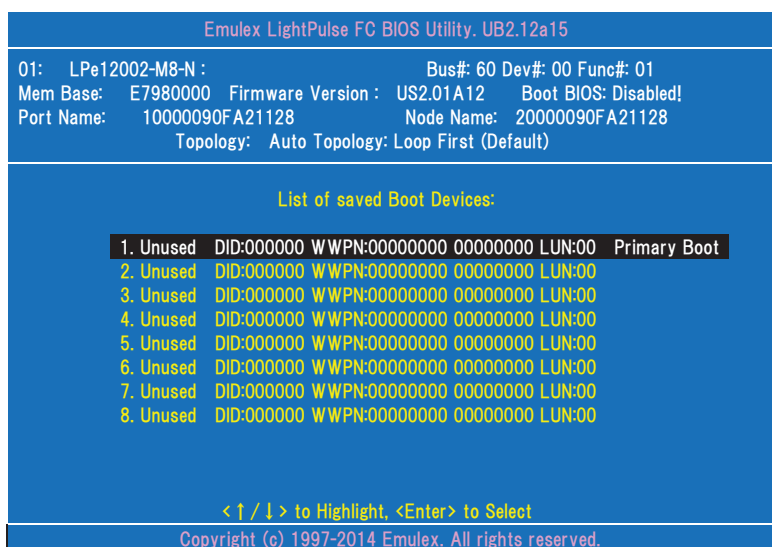 Emulex LightPulse FC BIOS Utility. UB2.12a15
01: LPe12002-M8-N : Bus#: 60 Dev#: 00 Func#: 01
Mem Base: E7980000 Firmware Version : US2.01A12 Boot BIOS: Disabled!
Port Name: 10000090FA21128 Node Name: 20000090FA21128
Topology: Auto Topology: Loop First (Default)
List of saved Boot Devices:
1. Unused DID:000000 WWPN:00000000 00000000 LUN:00 Primary Boot
2. Unused DID:000000 WWPN:00000000 00000000 LUN:00
3. Unused DID:000000 WWPN:00000000 00000000 LUN:00
4. Unused DID:000000 WWPN:00000000 00000000 LUN:00
5. Unused DID:000000 WWPN:00000000 00000000 LUN:00
6. Unused DID:000000 WWPN:00000000 00000000 LUN:00
7. Unused DID:000000 WWPN:00000000 00000000 LUN:00
8. Unused DID:000000 WWPN:00000000 00000000 LUN:00
<↑/↓> to Highlight, <Enter> to Select
Copyright (c) 1997-2014 Emulex. All rights reserved.